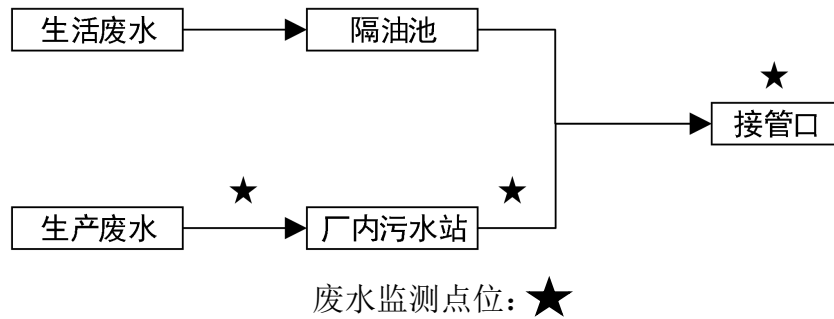 生活废水
隔油池
接管口
生产废水
厂内污水站
废水监测点位：★